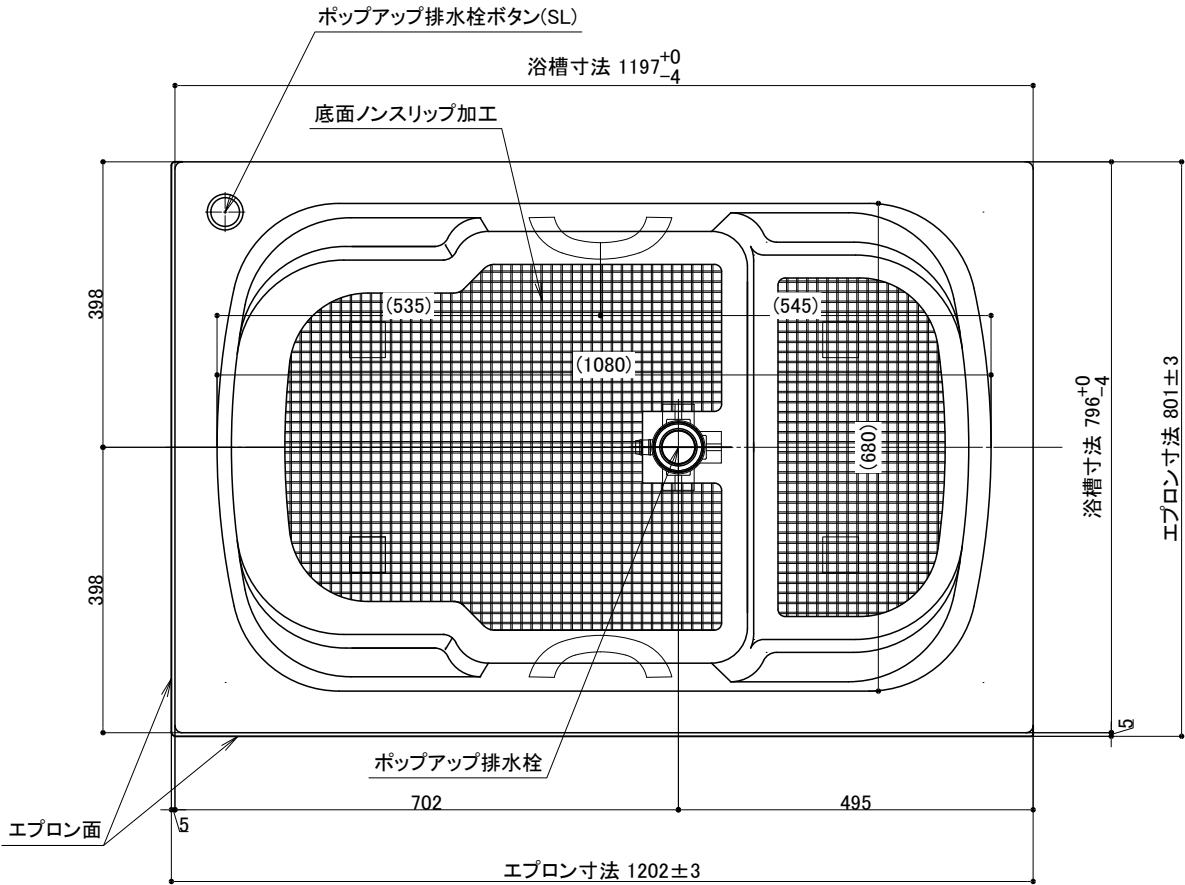 ポップアップ排水栓ボタン(SL)
浴槽寸法 1197 +0 -4
底面ノンスリップ加工
398
(535)
(545)
(1080)
(680)
浴槽寸法 796 +0 -4
エプロン寸法 801±3
398
5
ポップアップ排水栓
702
495
エプロン面
5
エプロン寸法 1202±3